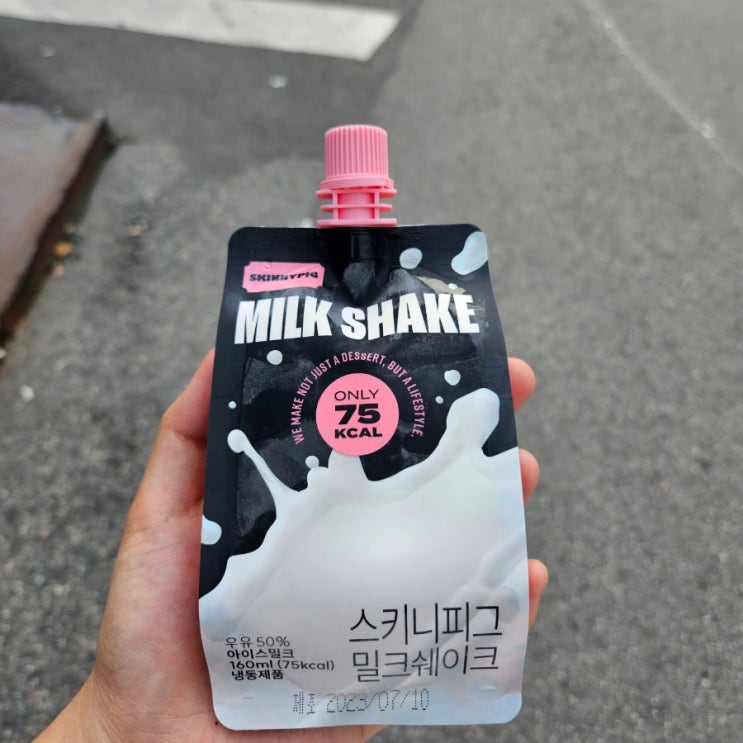 SKINNYPIG
MILK SHAKE
WE MAKE NOT JUST A DESSERT, BUT A LIFESTYLE.
ONLY
75
KCAL
스키니피그
밀크쉐이크
우유 50%
아이스밀크
160ml (75kcal)
냉동제품
제조 2023/07/10